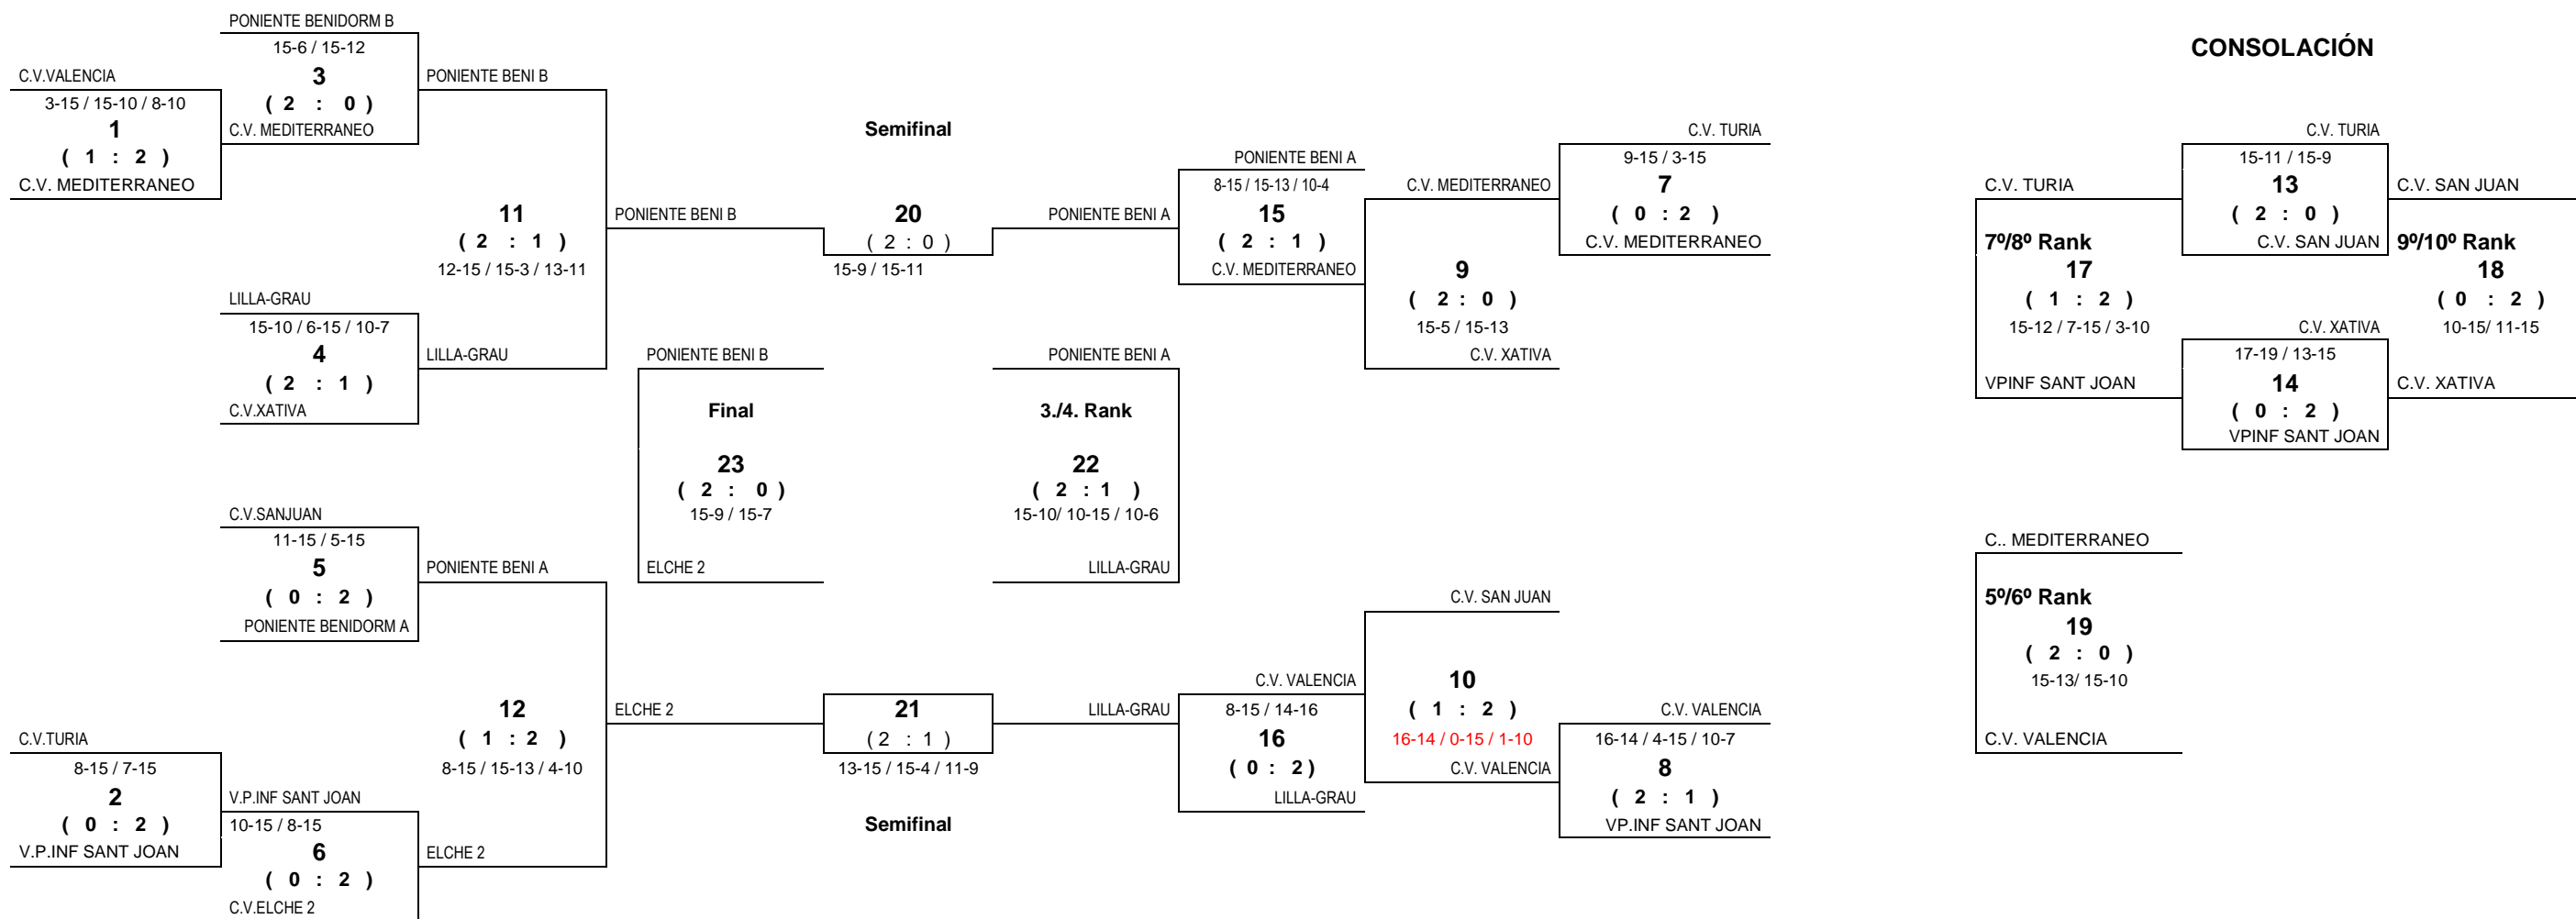 PONIENTE BENIDORM B
15-6 / 15-12
CONSOLACIÓN
C.V.VALENCIA
3
PONIENTE BENI B
3-15 / 15-10 / 8-10
( 2 : 0 )
1
C.V. MEDITERRANEO
Semifinal
C.V. TURIA
C.V. TURIA
( 1 : 2 )
PONIENTE BENI A
9-15 / 3-15
15-11 / 15-9
C.V. MEDITERRANEO
8-15 / 15-13 / 10-4
C.V. MEDITERRANEO
7
C.V. TURIA
13
C.V. SAN JUAN
11
PONIENTE BENI B
20
PONIENTE BENI A
15
( 0 : 2 )
( 2 : 0 )
( 2 : 1 )
( 2 : 0 )
( 2 : 1 )
C.V. MEDITERRANEO
7º/8º Rank
C.V. SAN JUAN
9º/10º Rank
12-15 / 15-3 / 13-11
15-9 / 15-11
C.V. MEDITERRANEO
9
17
18
LILLA-GRAU
( 2 : 0 )
( 1 : 2 )
( 0 : 2 )
15-10 / 6-15 / 10-7
15-5 / 15-13
15-12 / 7-15 / 3-10
C.V. XATIVA
10-15/ 11-15
4
LILLA-GRAU
PONIENTE BENI B
PONIENTE BENI A
C.V. XATIVA
17-19 / 13-15
( 2 : 1 )
VPINF SANT JOAN
14
C.V. XATIVA
C.V.XATIVA
Final
3./4. Rank
( 0 : 2 )
VPINF SANT JOAN
23
22
( 2 : 0 )
( 2 : 1 )
C.V.SANJUAN
15-9 / 15-7
15-10/ 10-15 / 10-6
11-15 / 5-15
C.. MEDITERRANEO
5
PONIENTE BENI A
ELCHE 2
LILLA-GRAU
( 0 : 2 )
C.V. SAN JUAN
5º/6º Rank
PONIENTE BENIDORM A
19
( 2 : 0 )
C.V. VALENCIA
10
15-13/ 15-10
12
ELCHE 2
21
LILLA-GRAU
8-15 / 14-16
( 1 : 2 )
C.V. VALENCIA
C.V.TURIA
( 1 : 2 )
( 2 : 1 )
16
16-14 / 0-15 / 1-10
16-14 / 4-15 / 10-7
C.V. VALENCIA
8-15 / 7-15
8-15 / 15-13 / 4-10
13-15 / 15-4 / 11-9
( 0 : 2 )
C.V. VALENCIA
8
2
V.P.INF SANT JOAN
LILLA-GRAU
( 2 : 1 )
( 0 : 2 )
10-15 / 8-15
Semifinal
VP.INF SANT JOAN
V.P.INF SANT JOAN
6
ELCHE 2
( 0 : 2 )
C.V.ELCHE 2